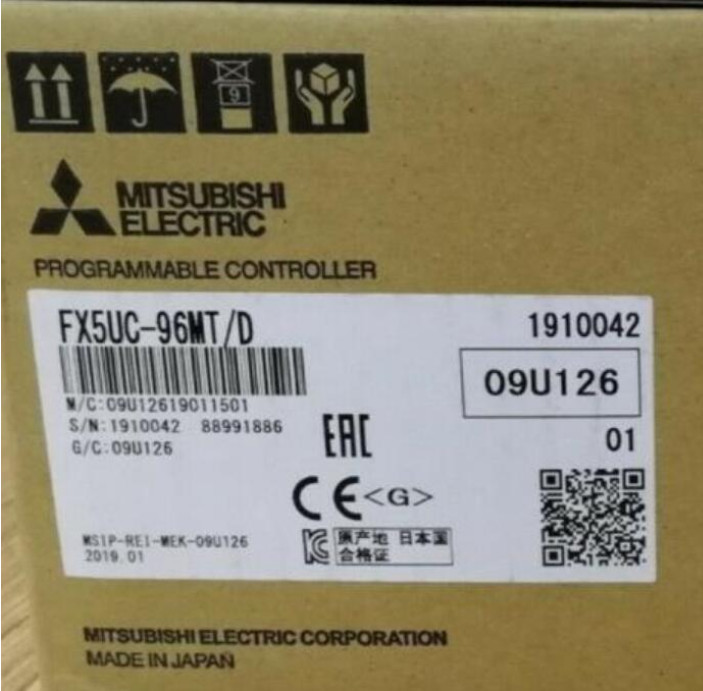 9
MITSUBISHI
ELECTRIC
PROGRAMMABLE CONTROLLER
FX5UC-96MT/D
1910042
M/C:09U12619011501
09U126
S/N:1910042 88991886
G/C:09U126
01
EAC
CE<G>
MSIP-REI-MEK-09U126
2019.01
原产地 日本国
合格证
MITSUBISHI ELECTRIC CORPORATION
MADE IN JAPAN